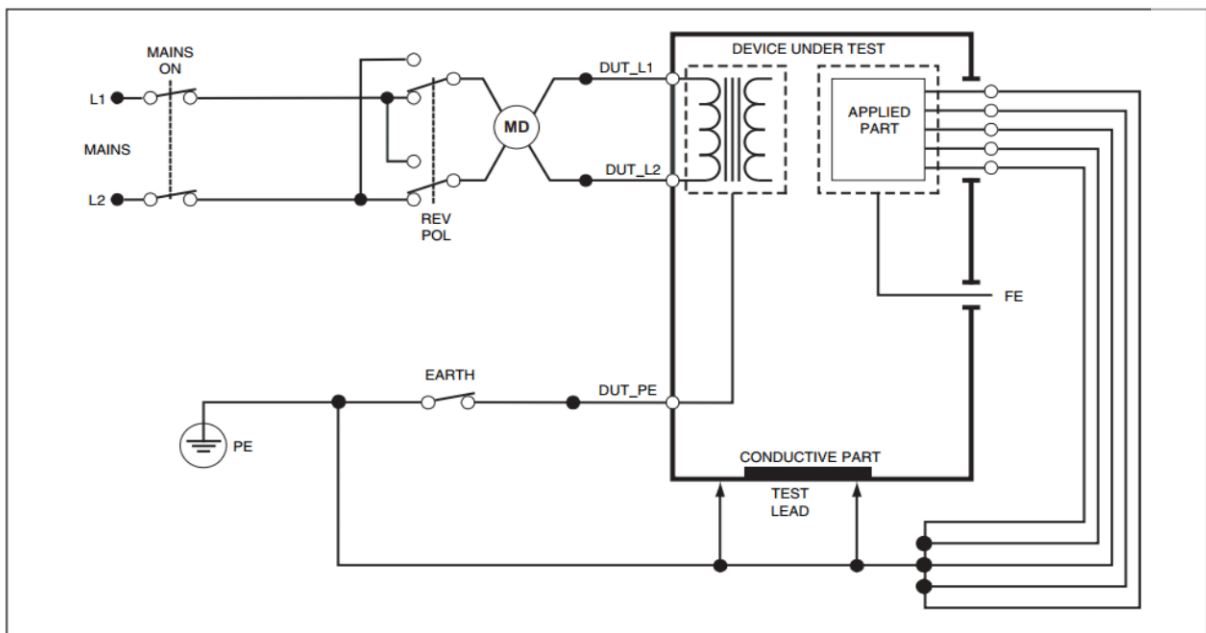 MAINS
ON
L1
MAINS
L2
REV
POL
MD
DUT_L1
DUT_L2
DEVICE UNDER TEST
APPLIED
PART
FE
EARTH
DUT_PE
PE
CONDUCTIVE PART
TEST
LEAD